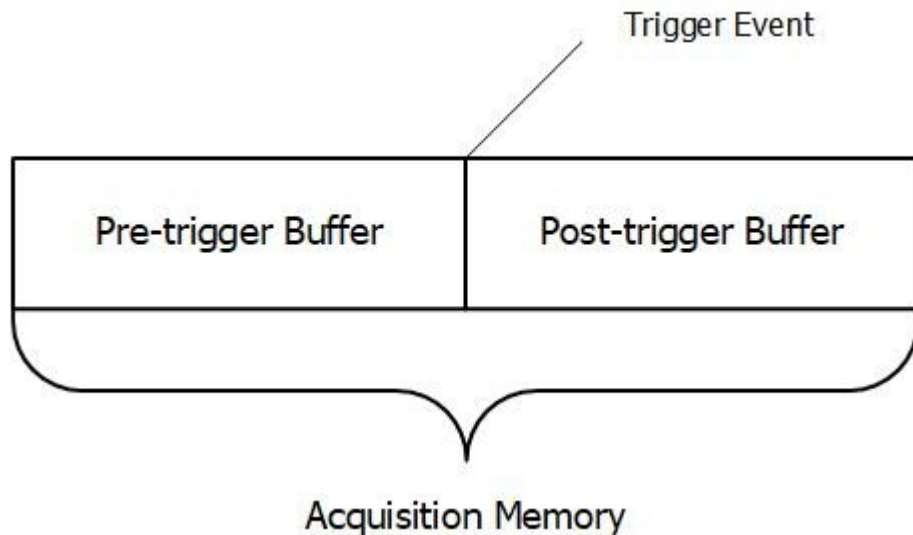 Trigger Event
Pre-trigger Buffer
Post-trigger Buffer
Acquisition Memory